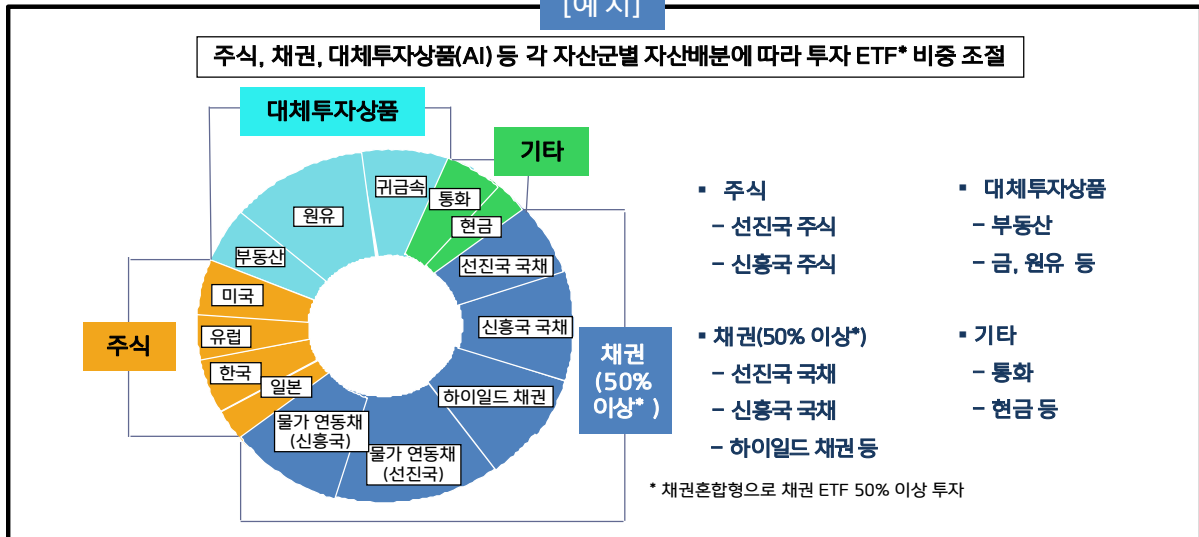 [예 시]
주식, 채권, 대체투자상품(AI) 등 각 자산군별 자산배분에 따라 투자 ETF* 비중 조절
대체투자상품
기타
귀금속
통화
원유
현금
부동산
선진국 국채
미국
신흥국 국채
유럽
주식
한국
일본
하이일드 채권
물가 연동채
(신흥국)
물가 연동채
(선진국)
채권
(50%
이상* )
▪ 주식
– 선진국 주식
– 신흥국 주식
▪ 대체투자상품
– 부동산
– 금, 원유 등
▪ 채권(50% 이상*)
– 선진국 국채
– 신흥국 국채
– 하이일드 채권 등
▪ 기타
– 통화
– 현금 등
* 채권혼합형으로 채권 ETF 50% 이상 투자